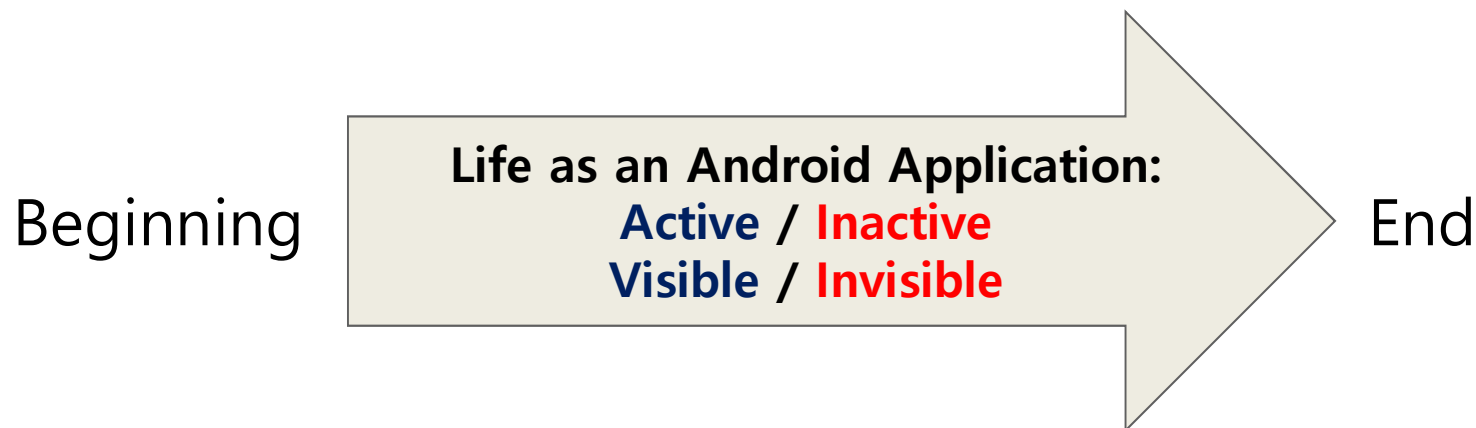 Beginning
Life as an Android Application:
Active / Inactive
Visible / Invisible
End